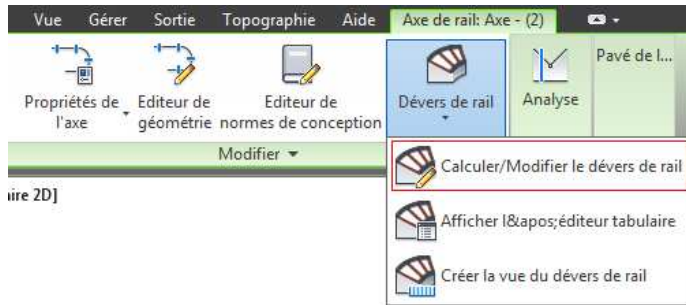 Vue Gérer Sortie Topographie Aide Axe de rail: Axe - (2)
Propriétés de l'axe
Editeur de géométrie
Editeur de normes de conception
Dévers de rail
Analyse
Pavé de l...
Modifier
Calculer/Modifier le dévers de rail
Afficher l&apos;éditeur tabulaire
Créer la vue du dévers de rail
aire 2D]